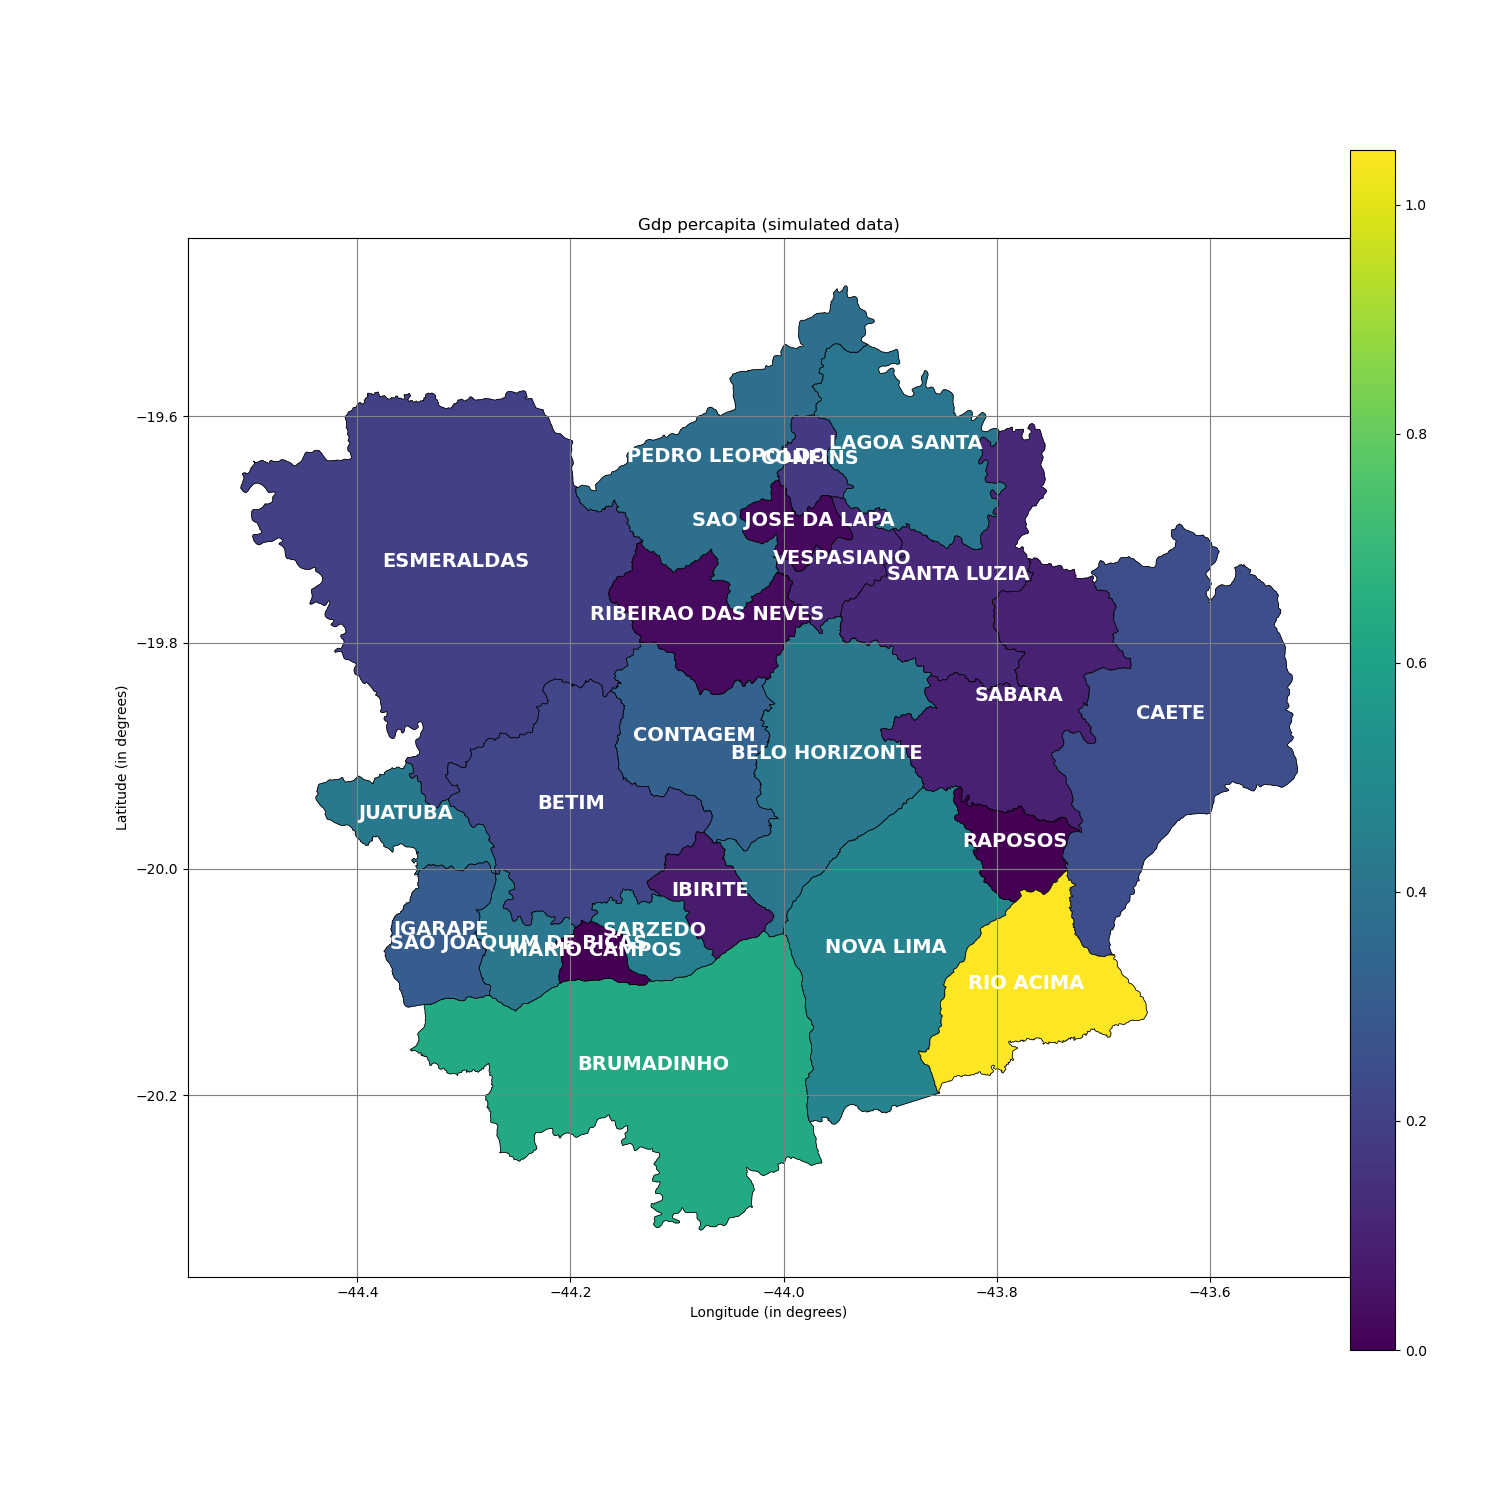 Gdp percapita (simulated data)
1.0
0.8
0.6
0.4
0.2
0.0
−19.6
−19.8
−20.0
−20.2
Latitude (in degrees)
LAGOA SANTA
PEDRO LEOPOLDO
CONFINS
SAO JOSE DA LAPA
VESPASIANO
ESMERALDAS
SANTA LUZIA
RIBEIRAO DAS NEVES
SABARA
CAETE
CONTAGEM
BELO HORIZONTE
BETIM
JUATUBA
RAPOSOS
IBIRITE
IGARAPE
SARZEDO
SAO JOAQUIM DE BICAS
NOVA LIMA
MARIO CAMPOS
RIO ACIMA
BRUMADINHO
−44.4
−44.2
−44.0
−43.8
−43.6
Longitude (in degrees)